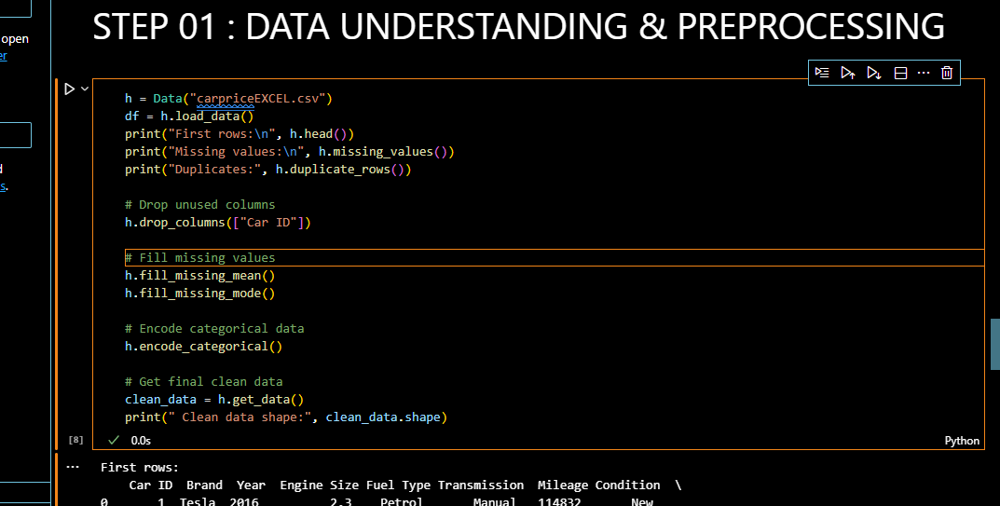 STEP 01 : DATA UNDERSTANDING & PREPROCESSING
open
er
h = Data("carpriceEXCEL.csv")
df = h.load_data()
print("First rows:\n", h.head())
print("Missing values:\n", h.missing_values())
print("Duplicates:", h.duplicate_rows())
# Drop unused columns
h.drop_columns(["Car ID"])
# Fill missing values
h.fill_missing_mean()
h.fill_missing_mode()
# Encode categorical data
h.encode_categorical()
# Get final clean data
clean_data = h.get_data()
print(" Clean data shape:", clean_data.shape)
[8] 0.0s Python
s.
... First rows:
Car ID Brand Year Engine Size Fuel Type Transmission Mileage Condition \
0 1 Tesla 2016 2.3 Petrol Manual 114832 New